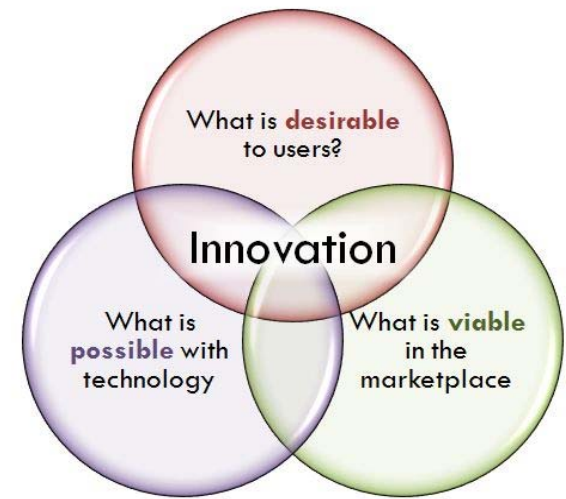 What is desirable
to users?
Innovation
What is
possible with
technology
What is viable
in the
marketplace